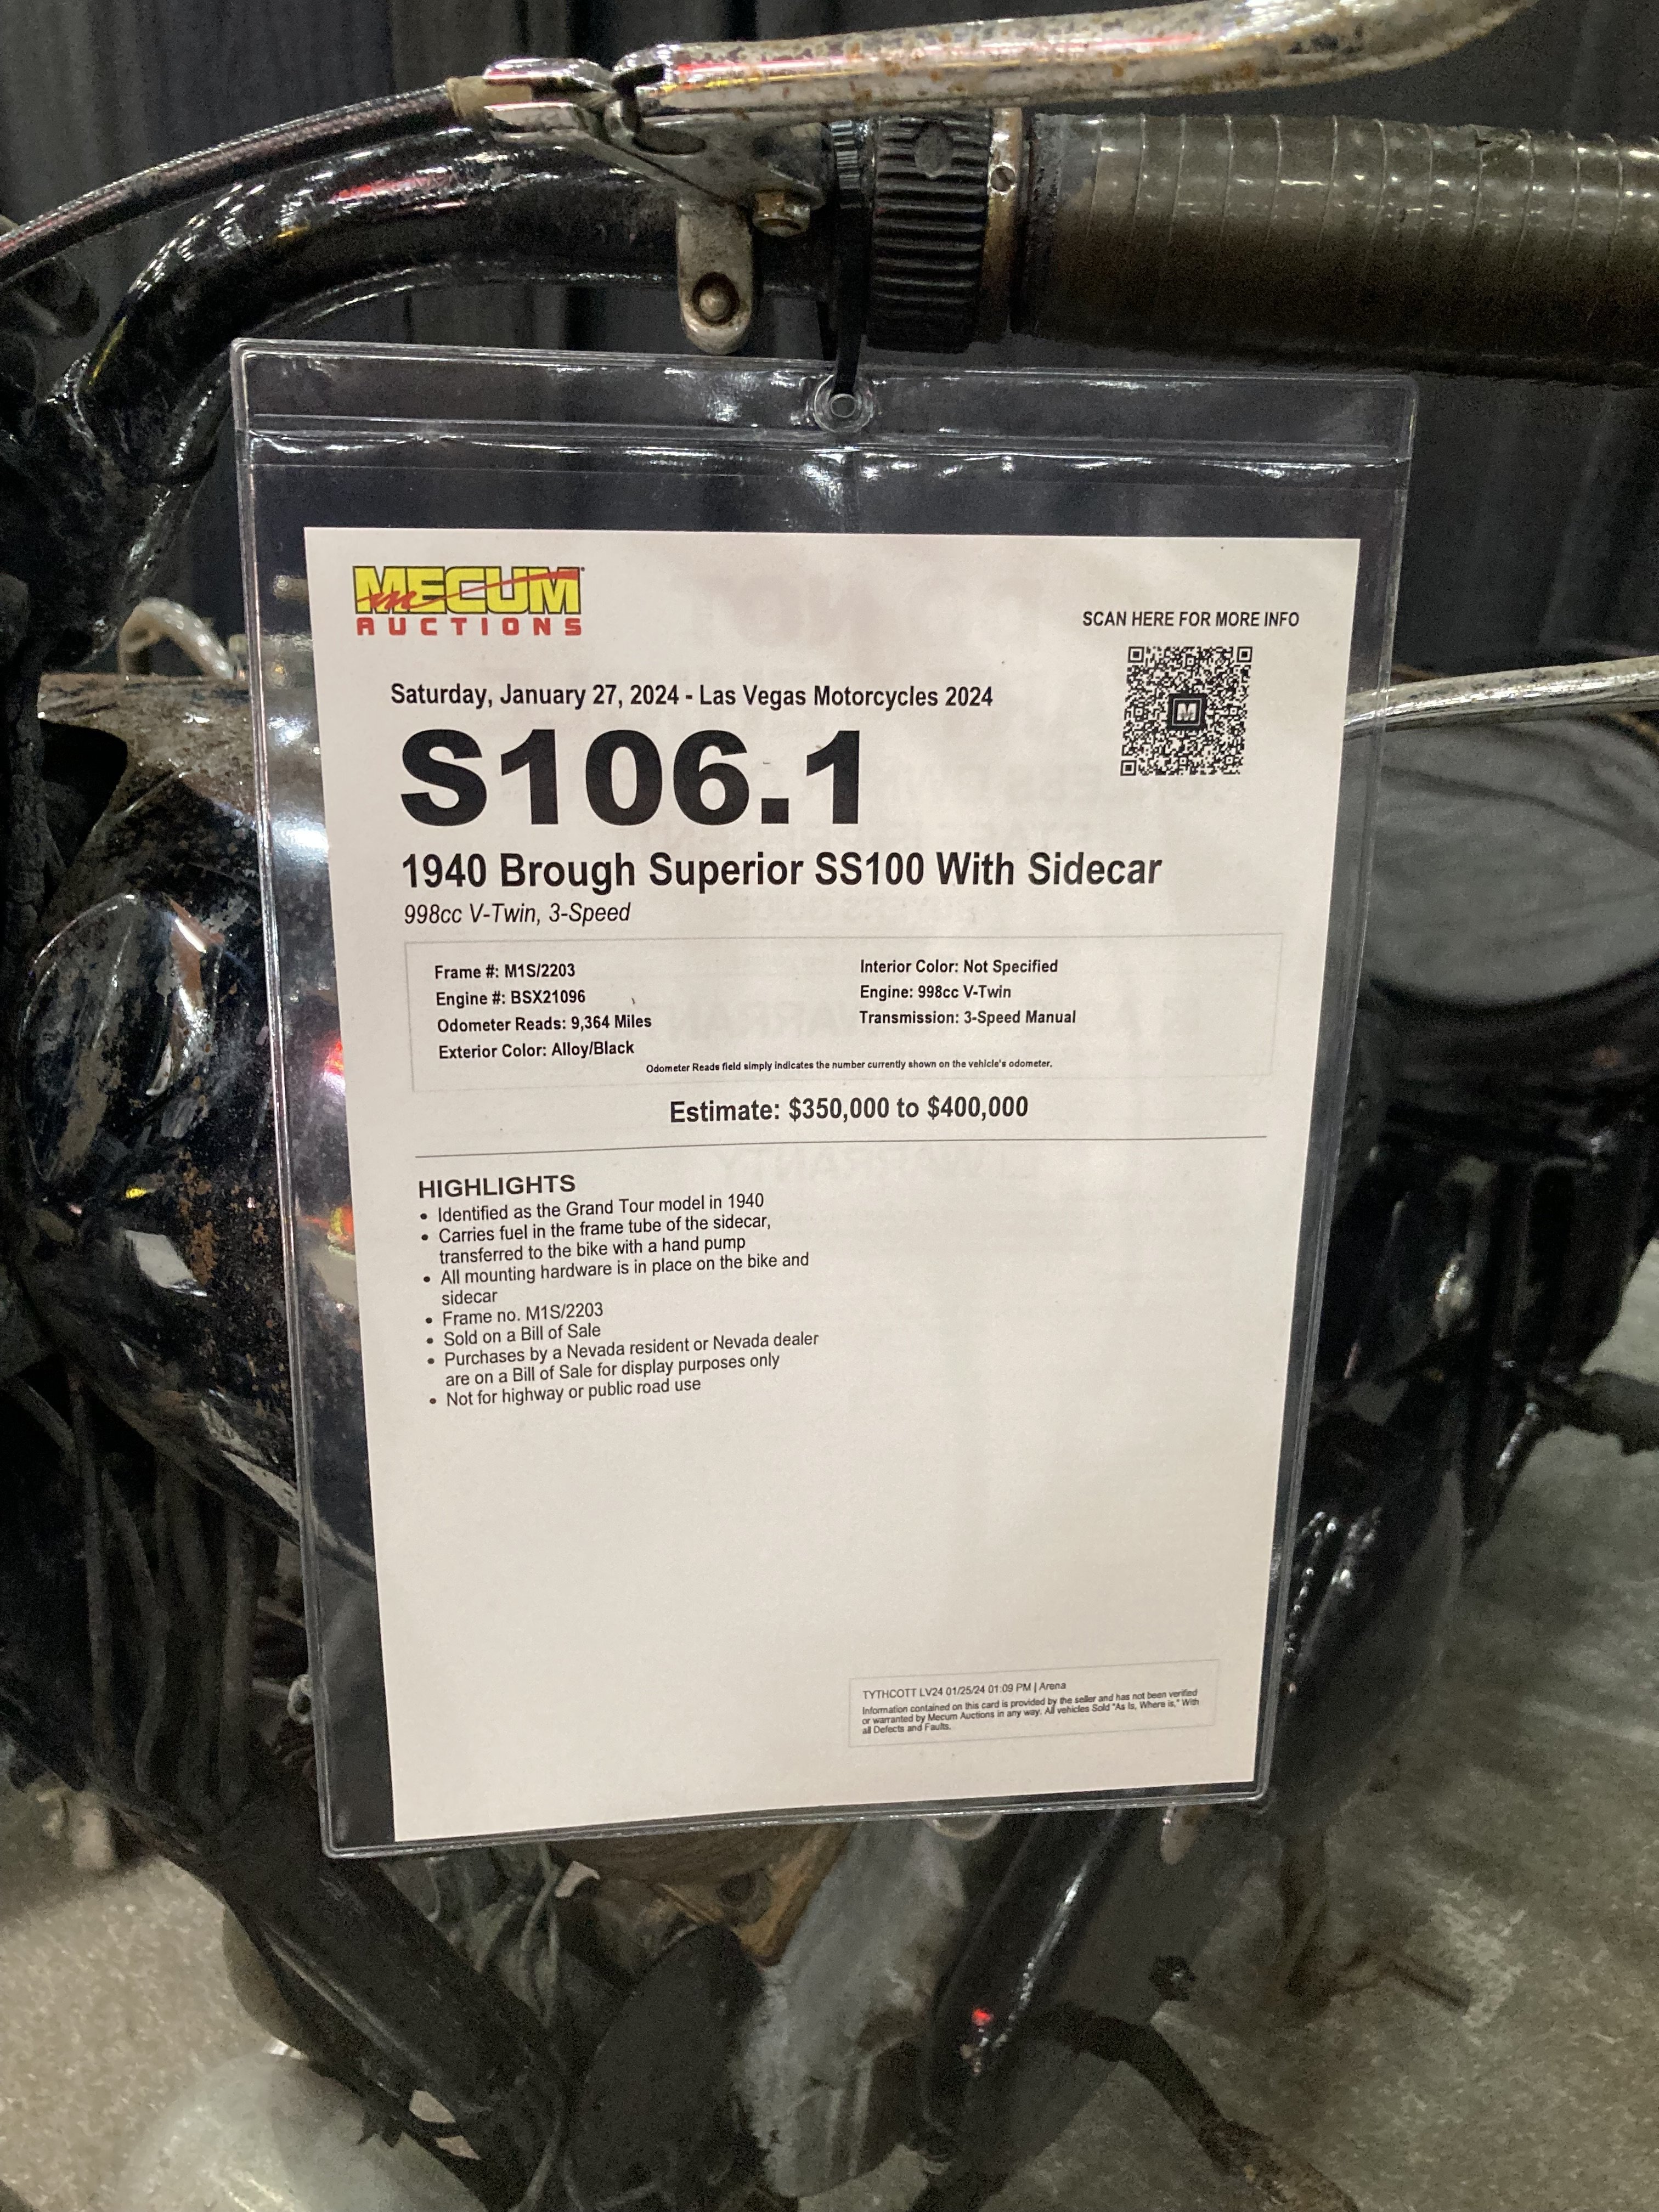 MECUM
AUCTIONS
SCAN HERE FOR MORE INFO
Saturday, January 27, 2024 - Las Vegas Motorcycles 2024
S106.1
1940 Brough Superior SS100 With Sidecar
998cc V-Twin, 3-Speed
Frame #: M1S/2203
Engine #: BSX21096
Odometer Reads: 9,364 Miles
Exterior Color: Alloy/Black
Interior Color: Not Specified
Engine: 998cc V-Twin
Transmission: 3-Speed Manual
Odometer Reads field simply indicates the number currently shown on the vehicle's odometer.
Estimate: $350,000 to $400,000
HIGHLIGHTS
• Identified as the Grand Tour model in 1940
• Carries fuel in the frame tube of the sidecar,
transferred to the bike with a hand pump
• All mounting hardware is in place on the bike and
sidecar
• Frame no. M1S/2203
• Sold on a Bill of Sale
• Purchases by a Nevada resident or Nevada dealer
are on a Bill of Sale for display purposes only
• Not for highway or public road use
TYTHCOTT LV24 01/25/24 01:09 PM | Arena
Information contained on this card is provided by the seller and has not been verified
or warranted by Mecum Auctions in any way. All vehicles Sold "As Is, Where is," With
all Defects and Faults.